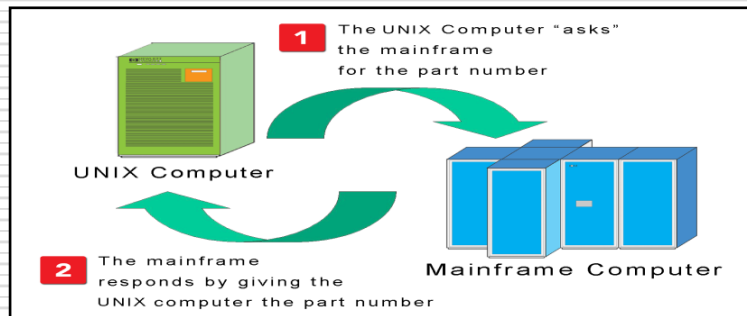 1
The UNIX Computer "asks"
the mainframe
for the part number
UNIX Computer
Mainframe Computer
2
The mainframe
responds by giving the
UNIX computer the part number